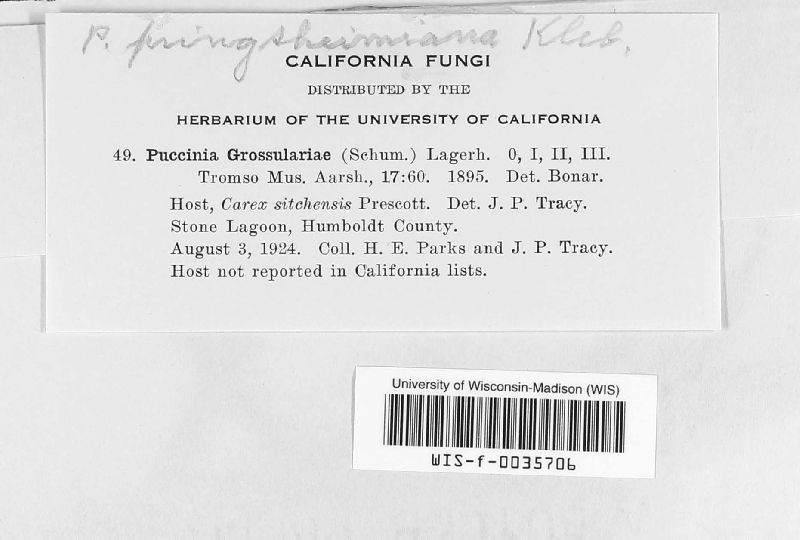 P. pringsheimiana Kleb.
CALIFORNIA FUNGI
DISTRIBUTED BY THE
HERBARIUM OF THE UNIVERSITY OF CALIFORNIA
49. Puccinia Grossulariae (Schum.) Lagerh. 0, I, II, III.
Tromso Mus. Aarsh., 17:60. 1895. Det. Bonar.
Host, Carex sitchensis Prescott. Det. J. P. Tracy.
Stone Lagoon, Humboldt County.
August 3, 1924. Coll. H. E. Parks and J. P. Tracy.
Host not reported in California lists.
University of Wisconsin-Madison (WIS)
WIS-f-0035706